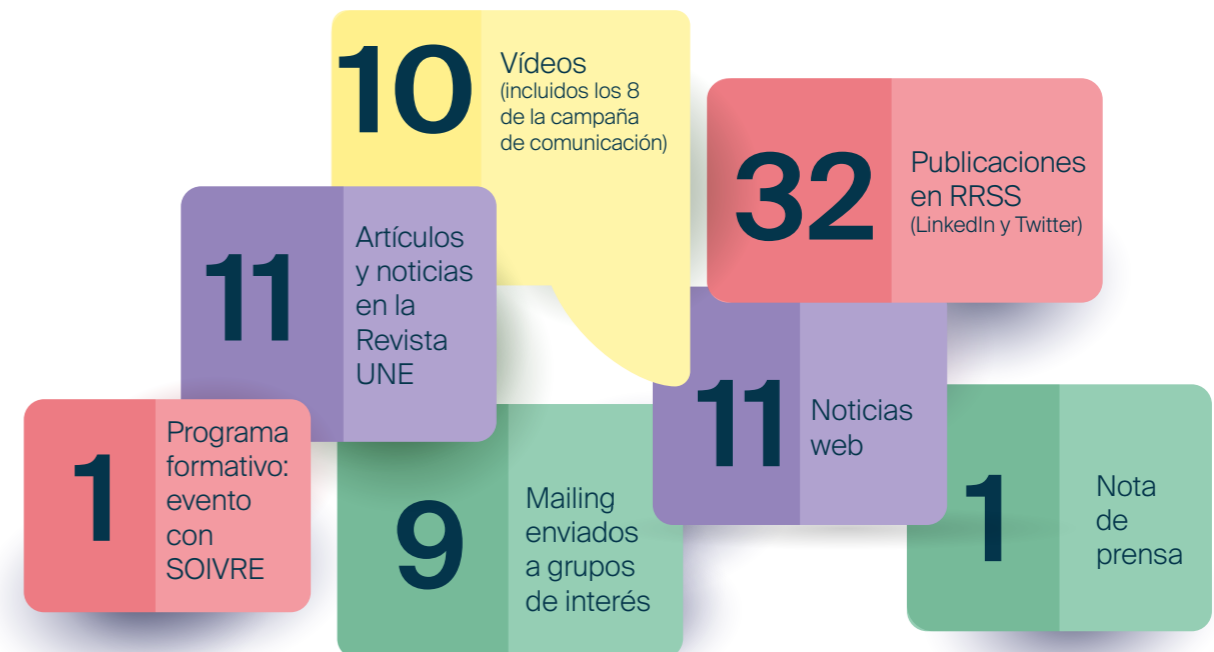 10
Vídeos
(incluidos los 8
de la campaña
de comunicación)
32
Publicaciones
en RRSS
(LinkedIn y Twitter)
11
Artículos
y noticias
en la
Revista
UNE
11
Noticias
web
1
Programa
formativo:
evento
con
SOIVRE
9
Mailing
enviados
a grupos
de interés
1
Nota
de
prensa